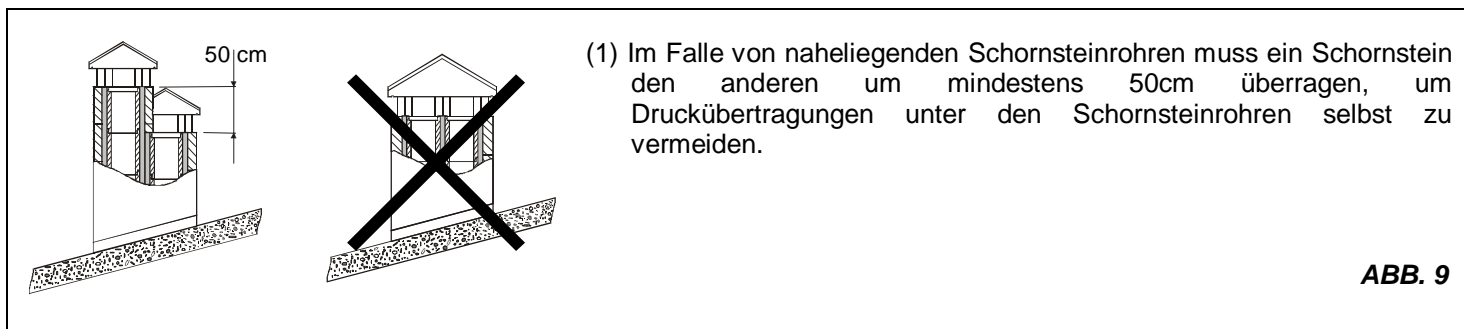 50 cm
(1) Im Falle von naheliegenden Schornsteinrohren muss ein Schornstein
den anderen um mindestens 50cm überragen, um
Druckübertragungen unter den Schornsteinrohren selbst zu
vermeiden.
ABB. 9